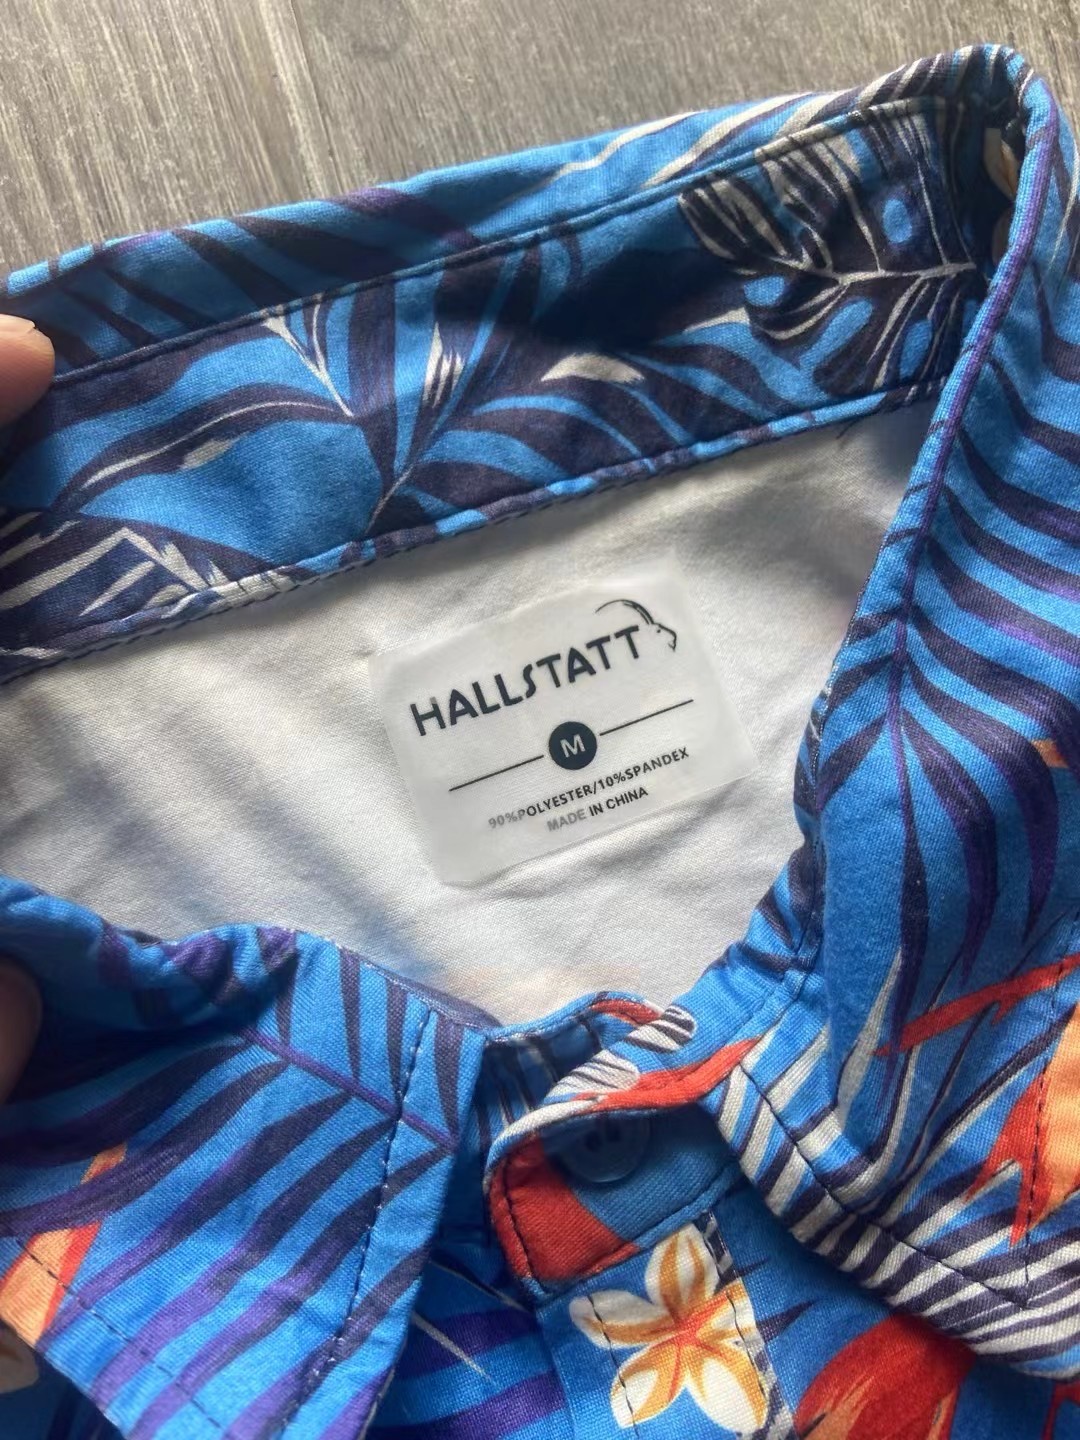 HALLSTATT
M
90%POLYESTER/10%SPANDEX
MADE IN CHINA